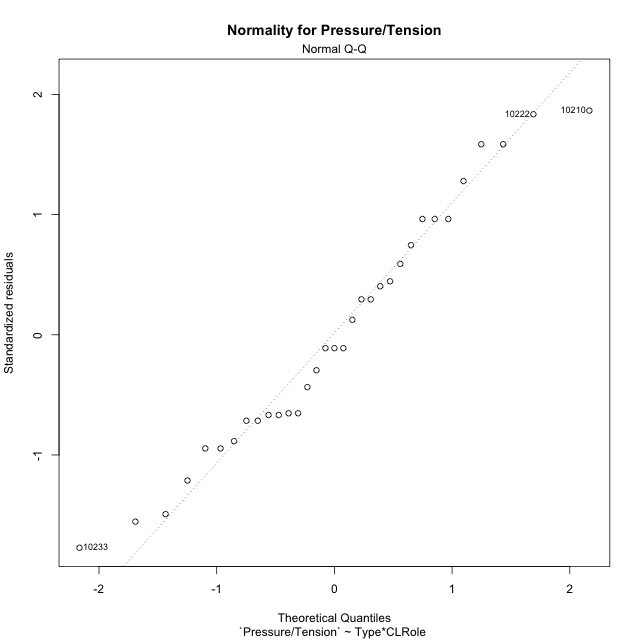 Normality for Pressure/Tension
Normal Q-Q
2
1
0
-1
Standardized residuals
10222
10210
10233
-2 -1 0 1 2
Theoretical Quantiles
`Pressure/Tension` ~ Type*CLRole